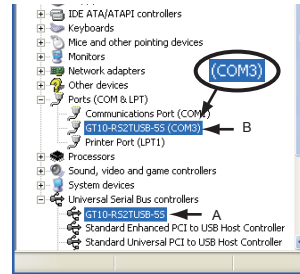 IDE ATA/ATAPI controllers
Keyboards
Mice and other pointing devices
Monitors
Network adapters
(COM3)
Other devices
Ports (COM & LPT)
Communications Port (COM
GT10-RS2TUSB-5S (COM3)
B
Printer Port (LPT1)
Processors
Sound, video and game controllers
System devices
Universal Serial Bus controllers
GT10-RS2TUSB-5S
A
Standard Enhanced PCI to USB Host Controller
Standard Universal PCI to USB Host Controller